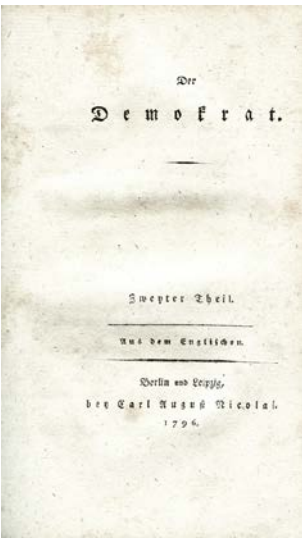 Der
Demokrat.
Zweyter Theil.
Aus dem Englischen.
Berlin und Leipzig,
bey Carl August Nicolai.
1796.